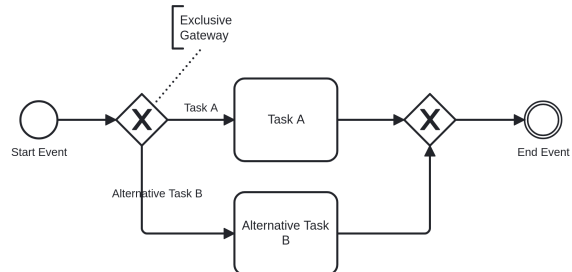 Exclusive
Gateway
Task A
X
Task A
X
Start Event
End Event
Alternative Task B
Alternative Task
B